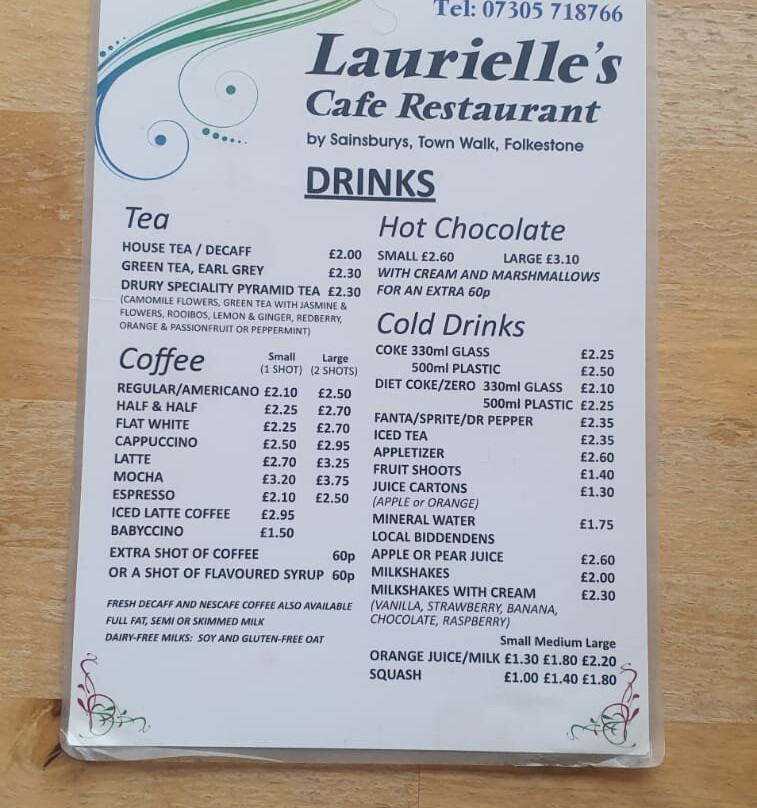 Tel: 07305 718766
Laurielle's
Cafe Restaurant
by Sainsburys, Town Walk, Folkestone
DRINKS
Tea
HOUSE TEA / DECAFF £2.00
GREEN TEA, EARL GREY £2.30
DRURY SPECIALITY PYRAMID TEA £2.30
(CAMOMILE FLOWERS, GREEN TEA WITH JASMINE &
FLOWERS, ROOIBOS, LEMON & GINGER, REDBERRY,
ORANGE & PASSIONFRUIT OR PEPPERMINT)
Coffee Small Large
(1 SHOT) (2 SHOTS)
REGULAR/AMERICANO £2.10 £2.50
HALF & HALF £2.25 £2.70
FLAT WHITE £2.25 £2.70
CAPPUCCINO £2.50 £2.95
LATTE £2.70 £3.25
MOCHA £3.20 £3.75
ESPRESSO £2.10 £2.50
ICED LATTE COFFEE £2.95
BABYCCINO £1.50
EXTRA SHOT OF COFFEE 60p
OR A SHOT OF FLAVOURED SYRUP 60p
FRESH DECAFF AND NESCAFE COFFEE ALSO AVAILABLE
FULL FAT, SEMI OR SKIMMED MILK
DAIRY-FREE MILKS: SOY AND GLUTEN-FREE OAT
Hot Chocolate
SMALL £2.60 LARGE £3.10
WITH CREAM AND MARSHMALLOWS
FOR AN EXTRA 60p
Cold Drinks
COKE 330ml GLASS £2.25
500ml PLASTIC £2.50
DIET COKE/ZERO 330ml GLASS £2.10
500ml PLASTIC £2.25
FANTA/SPRITE/DR PEPPER £2.35
ICED TEA £2.35
APPLETIZER £2.60
FRUIT SHOOTS £1.40
JUICE CARTONS £1.30
(APPLE or ORANGE)
MINERAL WATER £1.75
LOCAL BIDDENDENS
APPLE OR PEAR JUICE £2.60
MILKSHAKES £2.00
MILKSHAKES WITH CREAM £2.30
(VANILLA, STRAWBERRY, BANANA,
CHOCOLATE, RASPBERRY)
Small Medium Large
ORANGE JUICE/MILK £1.30 £1.80 £2.20
SQUASH £1.00 £1.40 £1.80